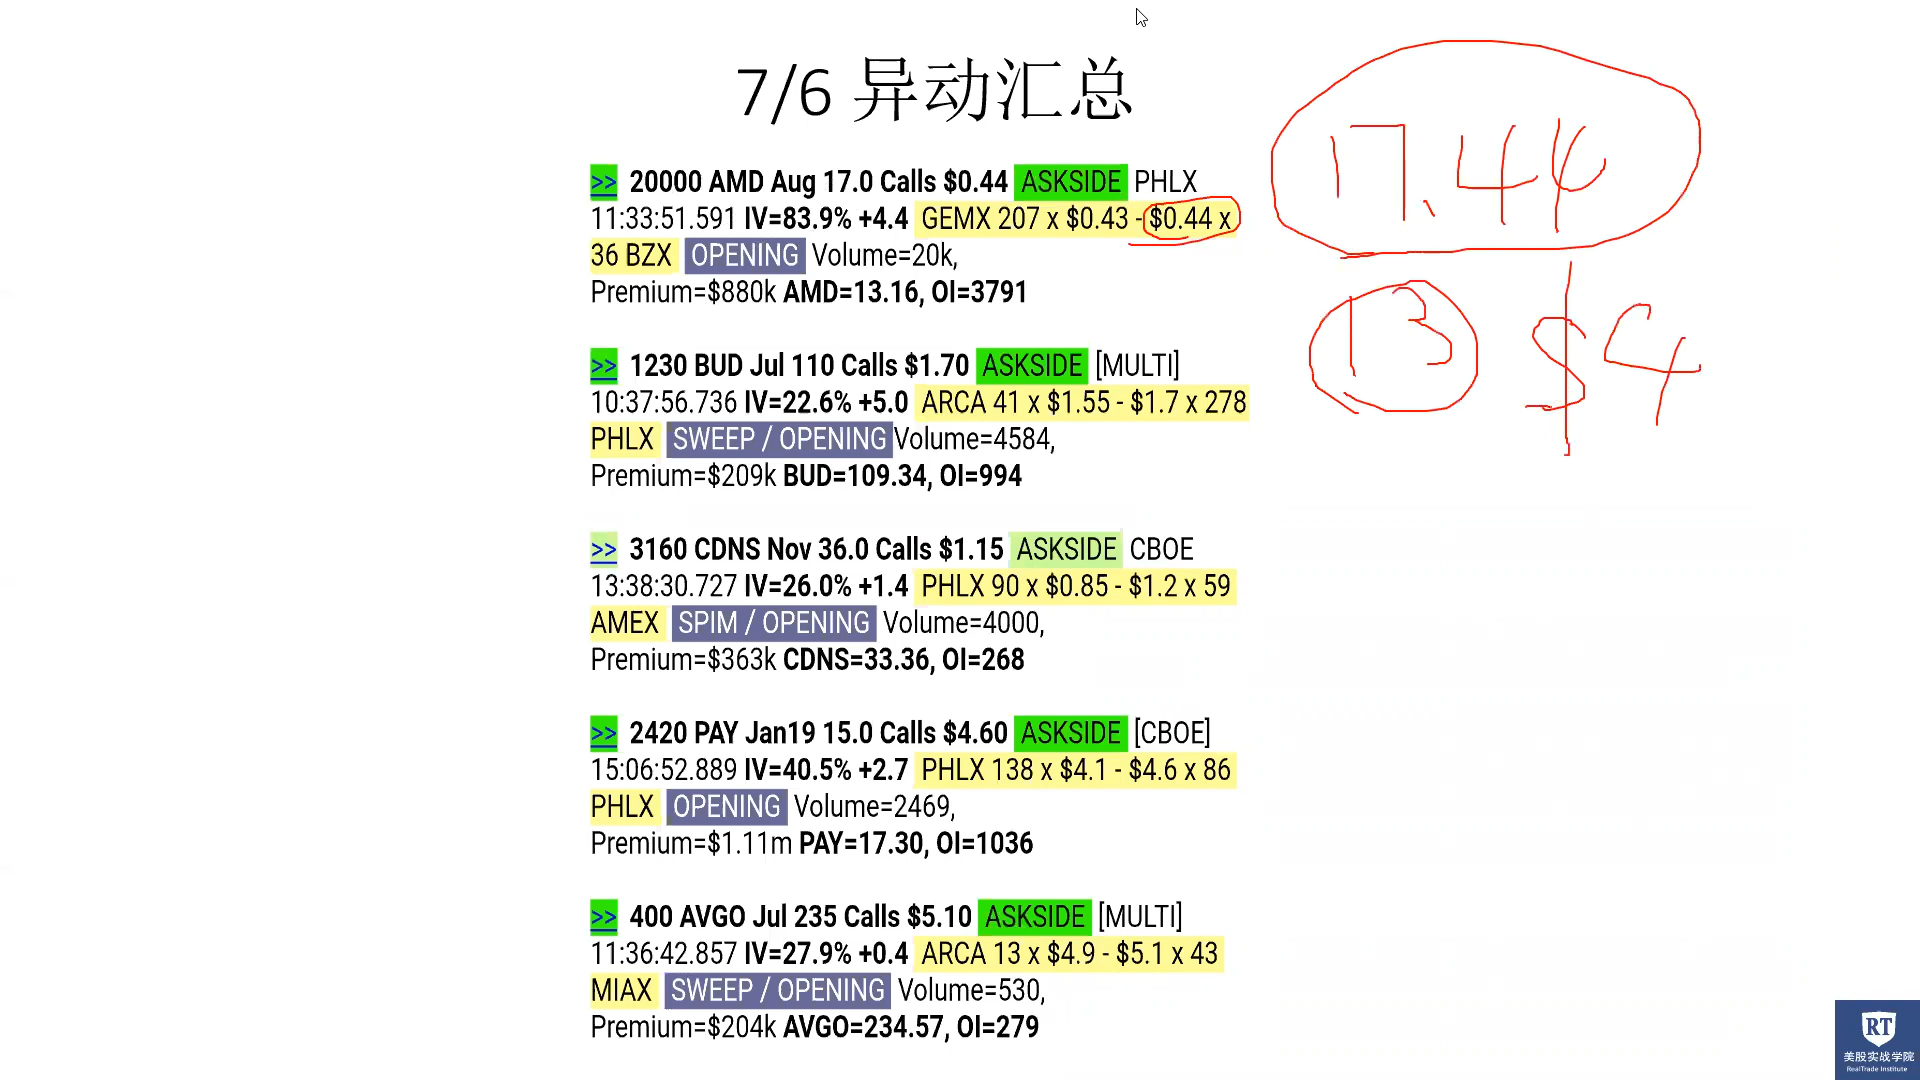 7/6 异动汇总
>> 20000 AMD Aug 17.0 Calls $0.44 ASKSIDE PHLX
11:33:51.591 IV=83.9% +4.4 GEMX 207 x $0.43 - $0.44 x
36 BZX OPENING Volume=20k,
Premium=$880k AMD=13.16, OI=3791
>> 1230 BUD Jul 110 Calls $1.70 ASKSIDE [MULTI]
10:37:56.736 IV=22.6% +5.0 ARCA 41 x $1.55 - $1.7 x 278
PHLX SWEEP / OPENING Volume=4584,
Premium=$209k BUD=109.34, OI=994
>> 3160 CDNS Nov 36.0 Calls $1.15 ASKSIDE CBOE
13:38:30.727 IV=26.0% +1.4 PHLX 90 x $0.85 - $1.2 x 59
AMEX SPIM / OPENING Volume=4000,
Premium=$363k CDNS=33.36, OI=268
>> 2420 PAY Jan19 15.0 Calls $4.60 ASKSIDE [CBOE]
15:06:52.889 IV=40.5% +2.7 PHLX 138 x $4.1 - $4.6 x 86
PHLX OPENING Volume=2469,
Premium=$1.11m PAY=17.30, OI=1036
>> 400 AVGO Jul 235 Calls $5.10 ASKSIDE [MULTI]
11:36:42.857 IV=27.9% +0.4 ARCA 13 x $4.9 - $5.1 x 43
MIAX SWEEP / OPENING Volume=530,
Premium=$204k AVGO=234.57, OI=279
17.44
13 $4
RT
美股实战学院
RealTrade Institute